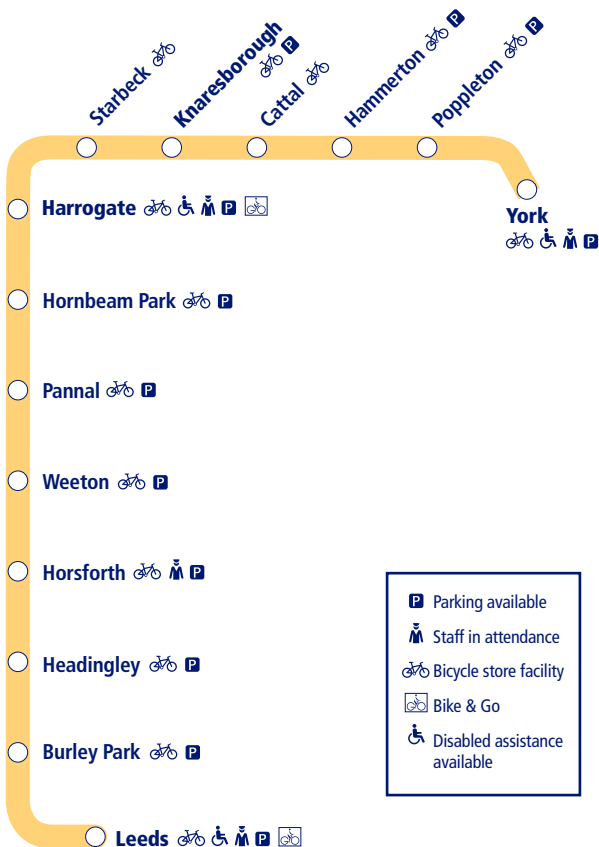 Starbeck
Knaresborough
P
Cattal
Hammerton P
Poppleton P
Harrogate P
York
P
Hornbeam Park P
Pannal P
Weeton P
Horsforth P
Headingley P
Burley Park P
Leeds P
P Parking available
Staff in attendance
Bicycle store facility
Bike & Go
Disabled assistance
available